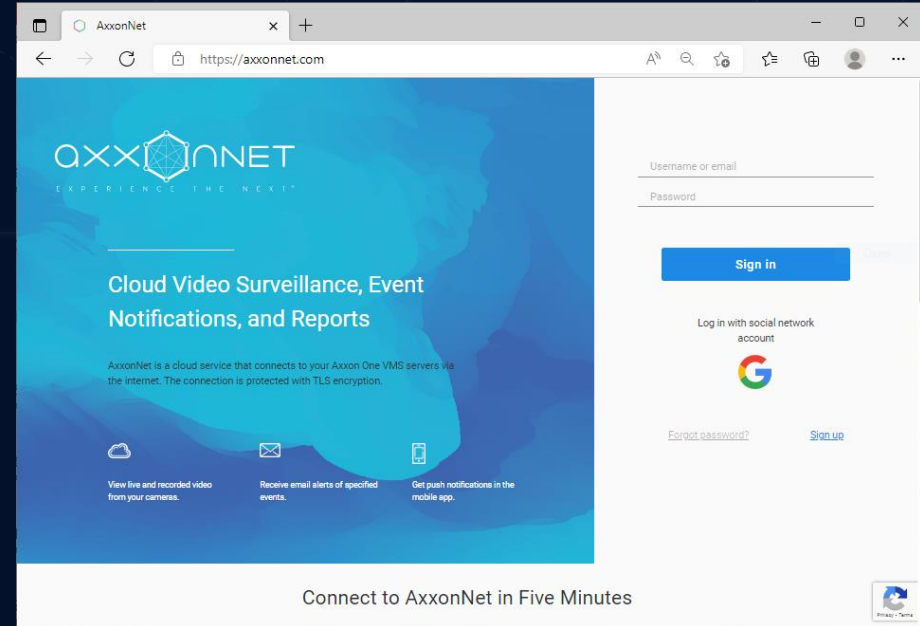 AxxonNet
https://axxonnet.com
AXXONNET
EXPERIENCE THE NEXT™
Cloud Video Surveillance, Event
Notifications, and Reports
AxxonNet is a cloud service that connects to your Axxon One VMS servers via
the internet. The connection is protected with TLS encryption.
View live and recorded video
from your cameras.
Receive email alerts of specified
events.
Get push notifications in the
mobile app.
Username or email
Password
Sign in
Log in with social network
account
Forgot password?
Sign up
Connect to AxxonNet in Five Minutes
Privacy - Terms